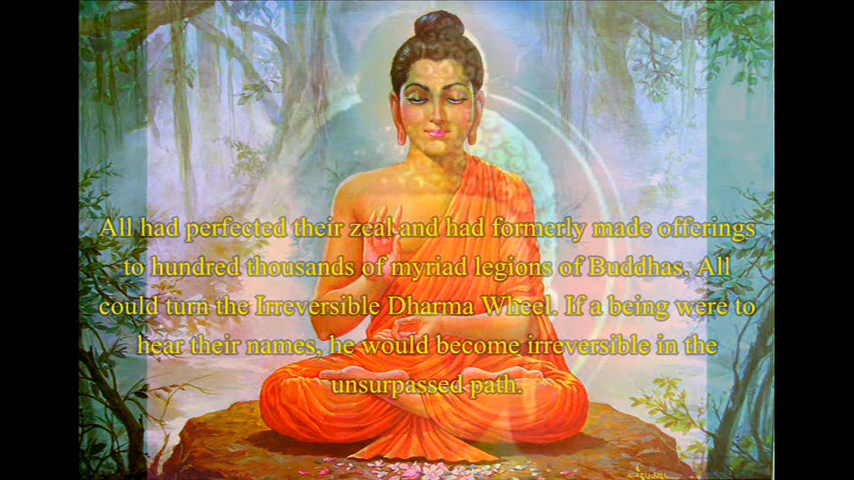 All had perfected their zeal and had formerly made offerings
to hundred thousands of myriad legions of Buddhas. All
could turn the Irreversible Dharma Wheel. If a being were to
hear their names, he would become irreversible in the
unsurpassed path.